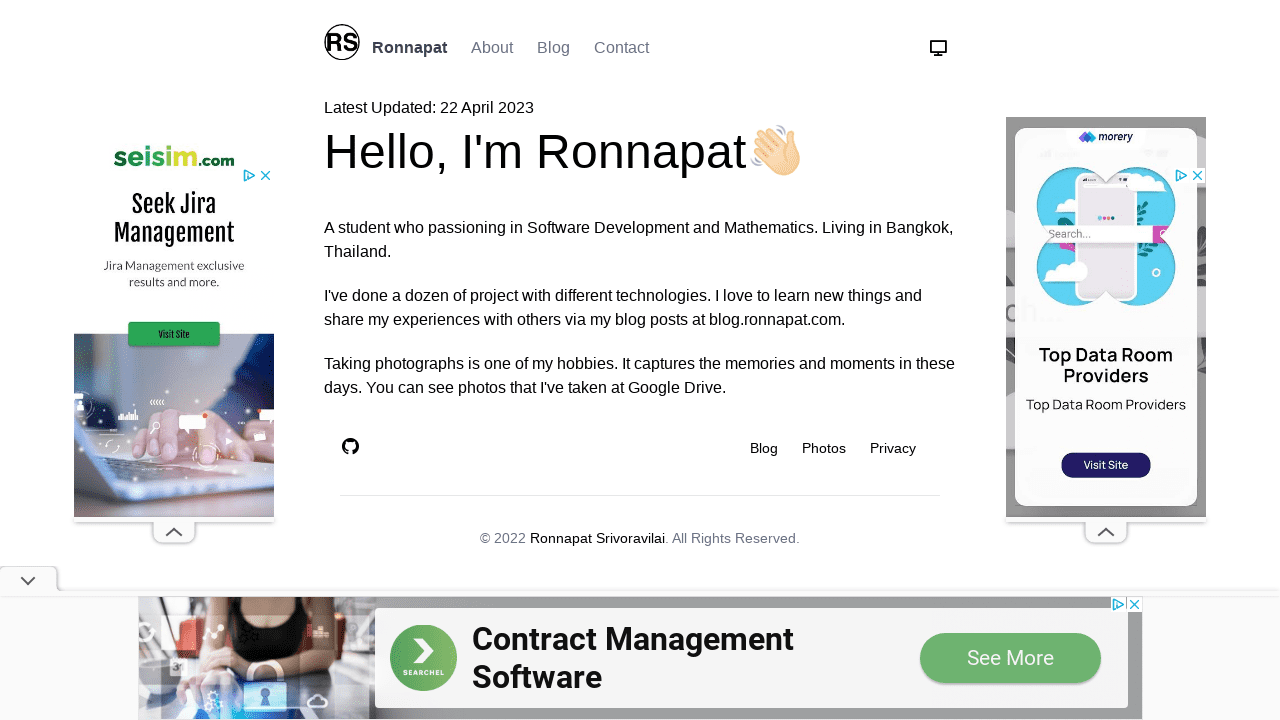 RS Ronnapat About Blog Contact
Latest Updated: 22 April 2023
Hello, I'm Ronnapat
A student who passioning in Software Development and Mathematics. Living in Bangkok,
Thailand.
I've done a dozen of project with different technologies. I love to learn new things and
share my experiences with others via my blog posts at blog.ronnapat.com.
Taking photographs is one of my hobbies. It captures the memories and moments in these
days. You can see photos that I've taken at Google Drive.
Blog Photos Privacy
© 2022 Ronnapat Srivoravilai. All Rights Reserved.
seisim.com
Seek Jira
Management
Jira Management exclusive
results and more.
Visit Site
morery
Search...
Top Data Room
Providers
Top Data Room Providers
Visit Site
SEARCHEL
Contract Management
Software
See More